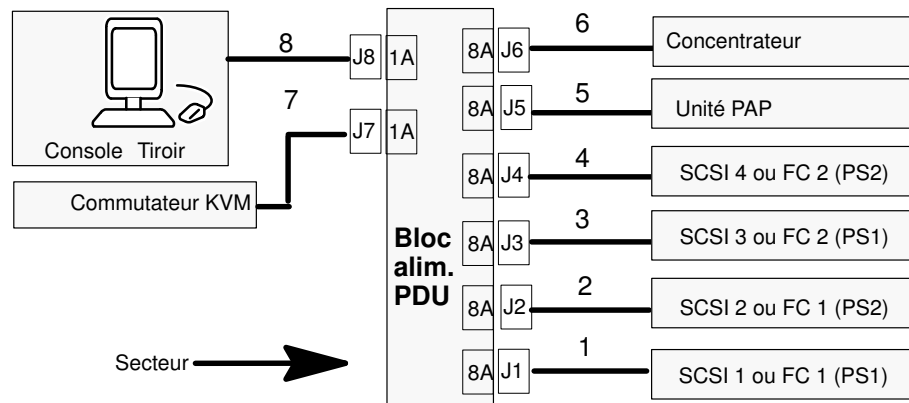 8
J8
1A
8A
J6
6
Concentrateur
7
8A
J5
5
Unité PAP
J7
1A
Console Tiroir
8A
J4
4
SCSI 4 ou FC 2 (PS2)
Commutateur KVM
Bloc
alim.
PDU
8A
J3
3
SCSI 3 ou FC 2 (PS1)
8A
J2
2
SCSI 2 ou FC 1 (PS2)
Secteur
8A
J1
1
SCSI 1 ou FC 1 (PS1)